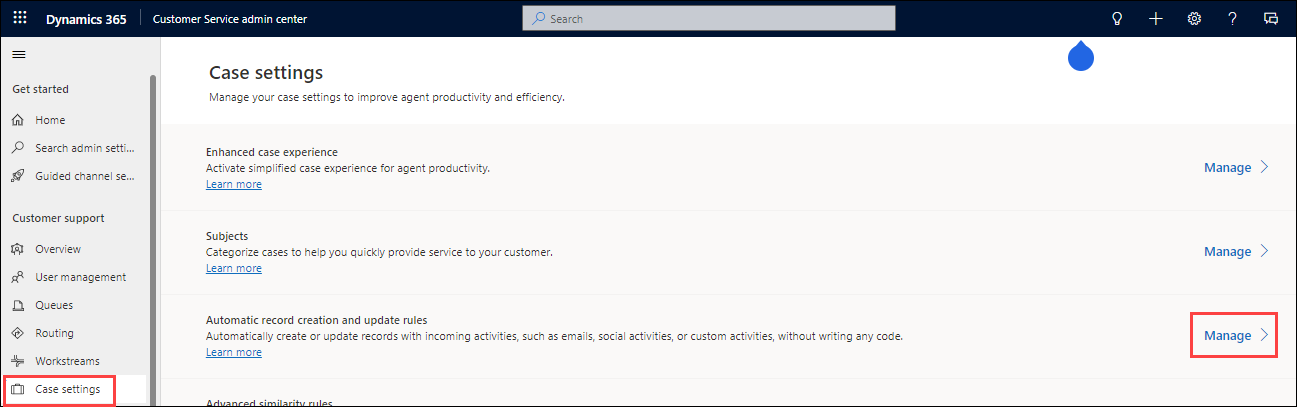 Dynamics 365
Customer Service admin center
Search
?
Get started
Home
Search admin setti...
Guided channel se...
Customer support
Overview
User management
Queues
Routing
Workstreams
Case settings
Case settings
Manage your case settings to improve agent productivity and efficiency.
Enhanced case experience
Activate simplified case experience for agent productivity.
Learn more
Manage
Subjects
Categorize cases to help you quickly provide service to your customer.
Learn more
Manage
Automatic record creation and update rules
Automatically create or update records with incoming activities, such as emails, social activities, or custom activities, without writing any code.
Learn more
Manage
Advanced similarity rules